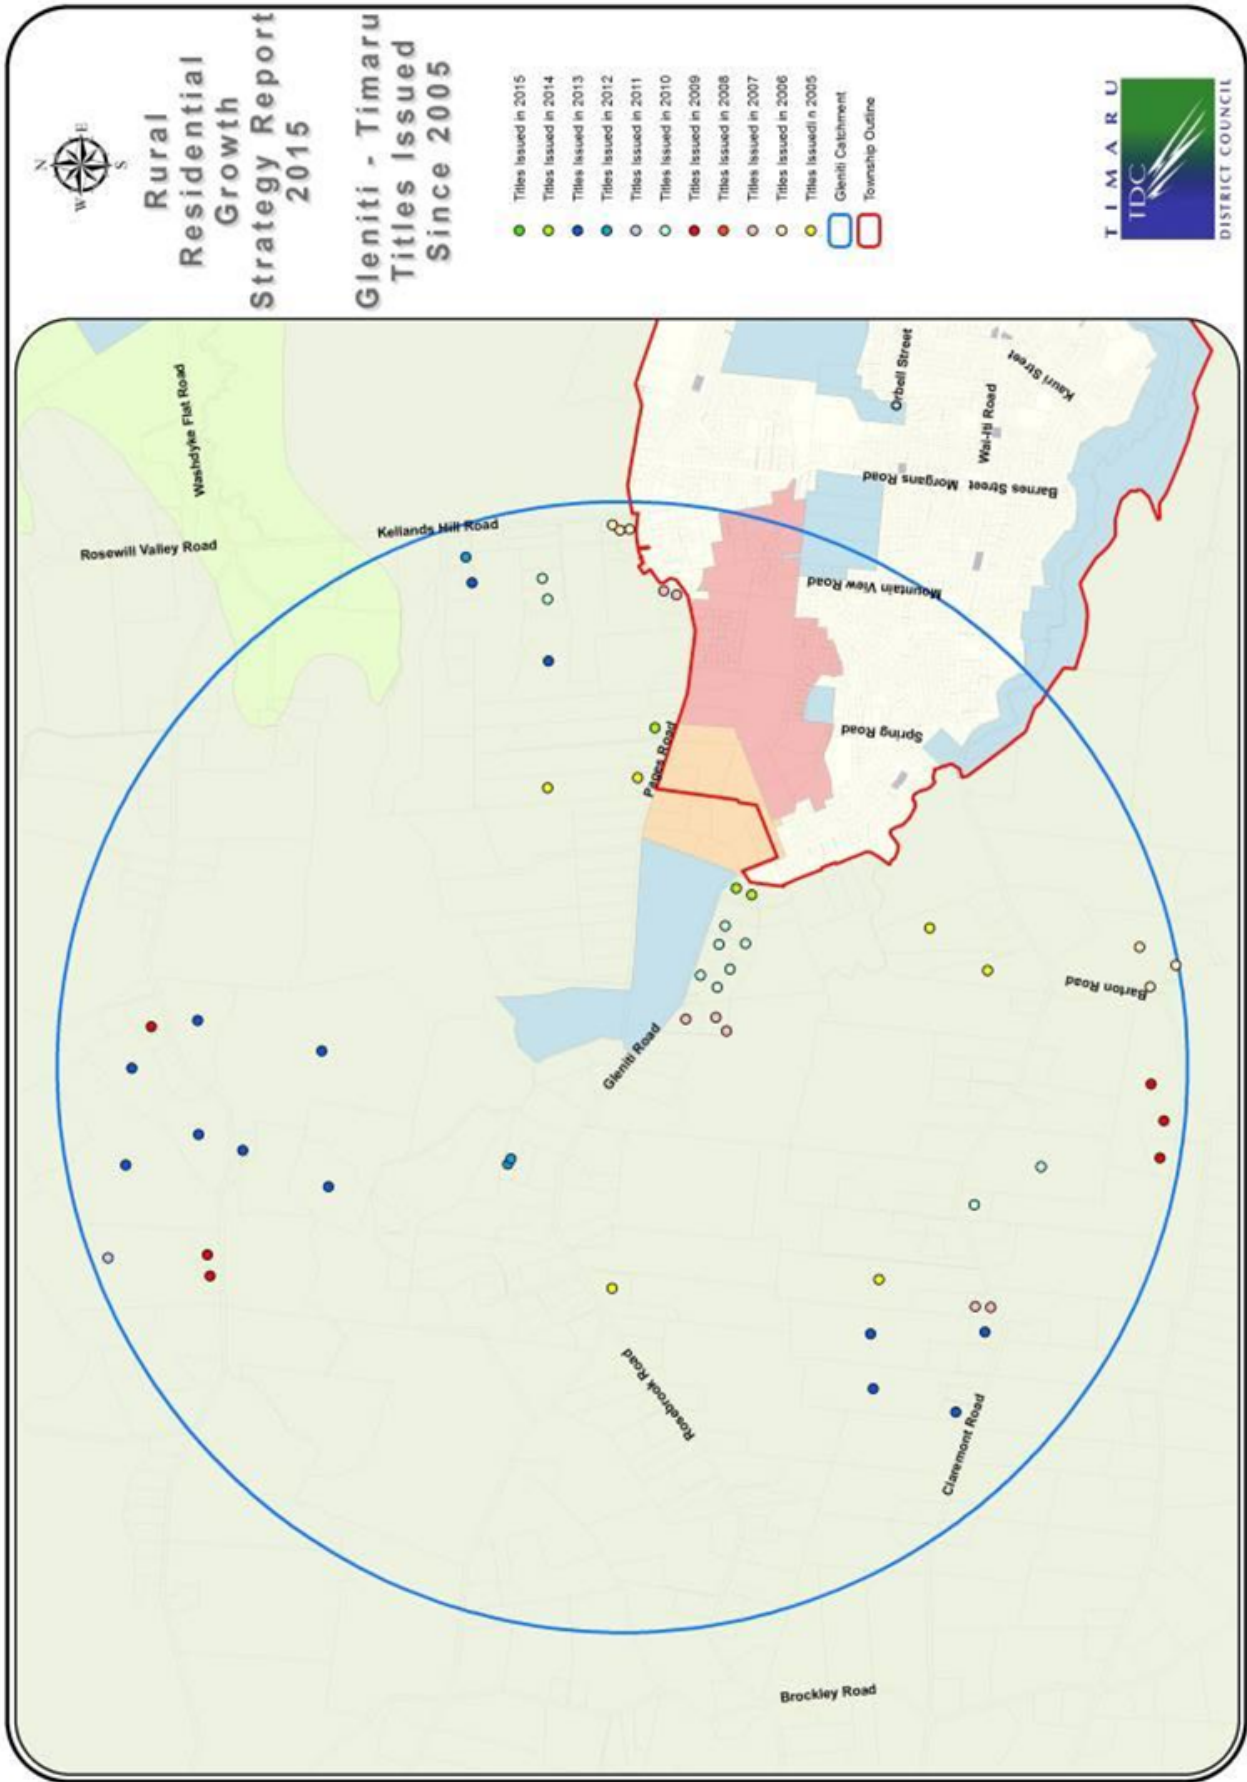 N
W
E
S
Rural
Residential
Growth
Strategy Report
2015
Gleniti - Timaru
Titles Issued
Since 2005
Titles Issued in 2015
Titles Issued in 2014
Titles Issued in 2013
Titles Issued in 2012
Titles Issued in 2011
Titles Issued in 2010
Titles Issued in 2009
Titles Issued in 2008
Titles Issued in 2007
Titles Issued in 2006
Titles Issuedi n 2005
Gleniti Catchment
Township Outline
TIMARU
TDC
DISTRICT COUNCIL
Washdyke Flat Road
Rosewill Valley Road
Kellands Hill Road
Orbell Street
Kauri Street
Wai-Iti Road
Morgans Road
Barnes Street
Mountain View Road
Spring Road
Pages Road
Barton Road
Gleniti Road
Rosebrook Road
Claremont Road
Brockley Road